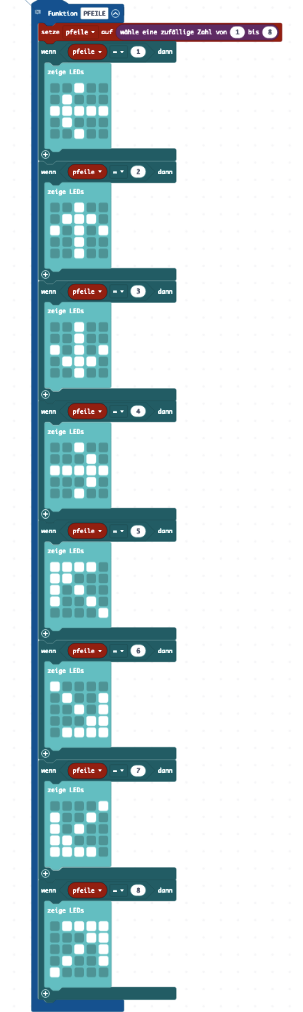 Funktion PFEILE
setze pfeile auf wähle eine zufällige Zahl von 1 bis 8
wenn pfeile = 1 dann
zeige LEDs
wenn pfeile = 2 dann
zeige LEDs
wenn pfeile = 3 dann
zeige LEDs
wenn pfeile = 4 dann
zeige LEDs
wenn pfeile = 5 dann
zeige LEDs
wenn pfeile = 6 dann
zeige LEDs
wenn pfeile = 7 dann
zeige LEDs
wenn pfeile = 8 dann
zeige LEDs